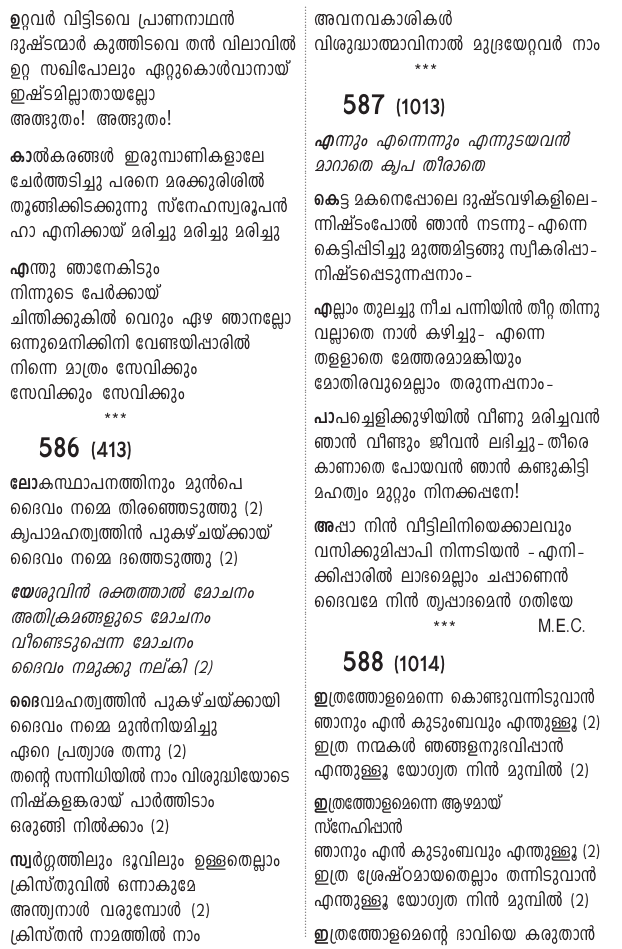 ഉറ്റവർ വിട്ടിടവെ പ്രാണനാഥൻ
ദുഷ്ടന്മാർ കുത്തിടവെ തൻ വിലാവിൽ
ഉറ്റ സഖിപോലും ഏറ്റുകൊൾവാനായ്
ഇഷ്ടമില്ലാതായല്ലോ
അത്ഭുതം! അത്ഭുതം!
കാൽകരങ്ങൾ ഇരുമ്പാണികളാലേ
ചേർത്തടിച്ചു പരനെ മരക്കുരിശിൽ
തൂങ്ങിക്കിടക്കുന്നു സ്നേഹസ്വരൂപൻ
ഹാ എനിക്കായ് മരിച്ചു മരിച്ചു മരിച്ചു
എന്തു ഞാനേകിടും
നിന്നുടെ പേർക്കായ്
ചിന്തിക്കുകിൽ വെറും ഏഴ ഞാനല്ലോ
ഒന്നുമെനിക്കിനി വേണ്ടയിപ്പാരിൽ
നിന്നെ മാത്രം സേവിക്കും
സേവിക്കും സേവിക്കും
***
586 (413)
ലോകസ്ഥാപനത്തിനും മുൻപെ
ദൈവം നമ്മെ തിരഞ്ഞെടുത്തു (2)
കൃപാമഹത്വത്തിൻ പുകഴ്ചയ്ക്കായ്
ദൈവം നമ്മെ ദത്തെടുത്തു (2)
യേശുവിൻ രക്തത്താൽ മോചനം
അതിക്രമങ്ങളുടെ മോചനം
വീണ്ടെടുപ്പെന്ന മോചനം
ദൈവം നമുക്കു നല്കി (2)
ദൈവമഹത്വത്തിൻ പുകഴ്ചയ്ക്കായി
ദൈവം നമ്മെ മുൻനിയമിച്ചു
ഏറെ പ്രത്യാശ തന്നു (2)
തന്റെ സന്നിധിയിൽ നാം വിശുദ്ധിയോടെ
നിഷ്കളങ്കരായ് പാർത്തിടാം
ഒരുങ്ങി നിൽക്കാം (2)
സ്വർഗ്ഗത്തിലും ഭൂവിലും ഉള്ളതെല്ലാം
ക്രിസ്തുവിൽ ഒന്നാകുമേ
അന്ത്യനാൾ വരുമ്പോൾ (2)
ക്രിസ്തൻ നാമത്തിൽ നാം
അവനവകാശികൾ
വിശുദ്ധാത്മാവിനാൽ മുദ്രയേറ്റവർ നാം
***
587 (1013)
എന്നും എന്നെന്നും എന്നുടയവൻ
മാറാതെ കൃപ തീരാതെ
കെട്ട മകനെപ്പോലെ ദുഷ്ടവഴികളിലെ-
ന്നിഷ്ടംപോൽ ഞാൻ നടന്നു-എന്നെ
കെട്ടിപ്പിടിച്ചു മുത്തമിട്ടങ്ങു സ്വീകരിപ്പാ-
നിഷ്ടപ്പെടുന്നപ്പനാം-
എല്ലാം തുലച്ചു നീച പന്നിയിൻ തീറ്റ തിന്നു
വല്ലാതെ നാൾ കഴിച്ചു- എന്നെ
തള്ളാതെ മേത്തരമാമങ്കിയും
മോതിരവുമെല്ലാം തരുന്നപ്പനാം-
പാപച്ചെളിക്കുഴിയിൽ വീണു മരിച്ചവൻ
ഞാൻ വീണ്ടും ജീവൻ ലഭിച്ചു-തീരെ
കാണാതെ പോയവൻ ഞാൻ കണ്ടുകിട്ടി
മഹത്വം മുറ്റും നിനക്കപ്പനേ!
അപ്പാ നിൻ വീട്ടിലിനിയെക്കാലവും
വസിക്കുമിപ്പാപി നിന്നടിയൻ -എനി-
ക്കിപ്പാരിൽ ലാഭമെല്ലാം ചപ്പാണെൻ
ദൈവമേ നിൻ തൃപ്പാദമെൻ ഗതിയേ
*** M.E.C.
588 (1014)
ഇത്രത്തോളമെന്നെ കൊണ്ടുവന്നിടുവാൻ
ഞാനും എൻ കുടുംബവും എന്തുള്ളൂ (2)
ഇത്ര നന്മകൾ ഞങ്ങളനുഭവിപ്പാൻ
എന്തുള്ളൂ യോഗ്യത നിൻ മുമ്പിൽ (2)
ഇത്രത്തോളമെന്നെ ആഴമായ്
സ്നേഹിപ്പാൻ
ഞാനും എൻ കുടുംബവും എന്തുള്ളൂ (2)
ഇത്ര ശ്രേഷ്ഠമായതെല്ലാം തന്നിടുവാൻ
എന്തുള്ളൂ യോഗ്യത നിൻ മുമ്പിൽ (2)
ഇത്രത്തോളമെന്റെ ഭാവിയെ കരുതാൻ